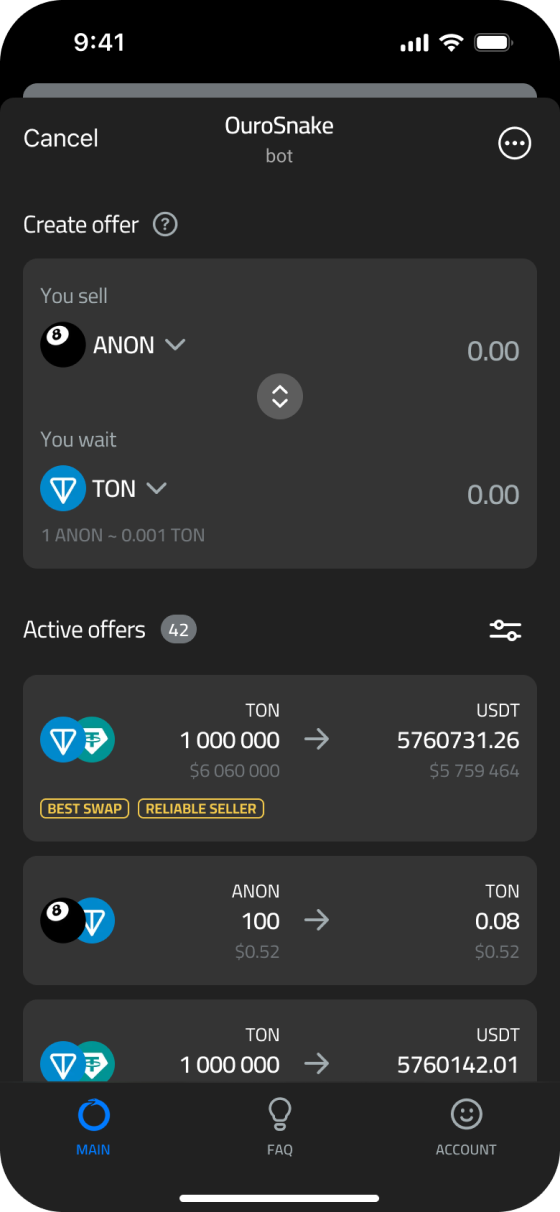 9:41
Cancel
OuroSnake
bot
Create offer ?
You sell
8 ANON
0.00
You wait
TON
0.00
1 ANON ~ 0.001 TON
Active offers 42
TON USDT
1 000 000 5760731.26
$6 060 000 $5 759 464
BEST SWAP RELIABLE SELLER
ANON TON
8 100 0.08
$0.52 $0.52
TON USDT
1 000 000 5760142.01
MAIN FAQ ACCOUNT